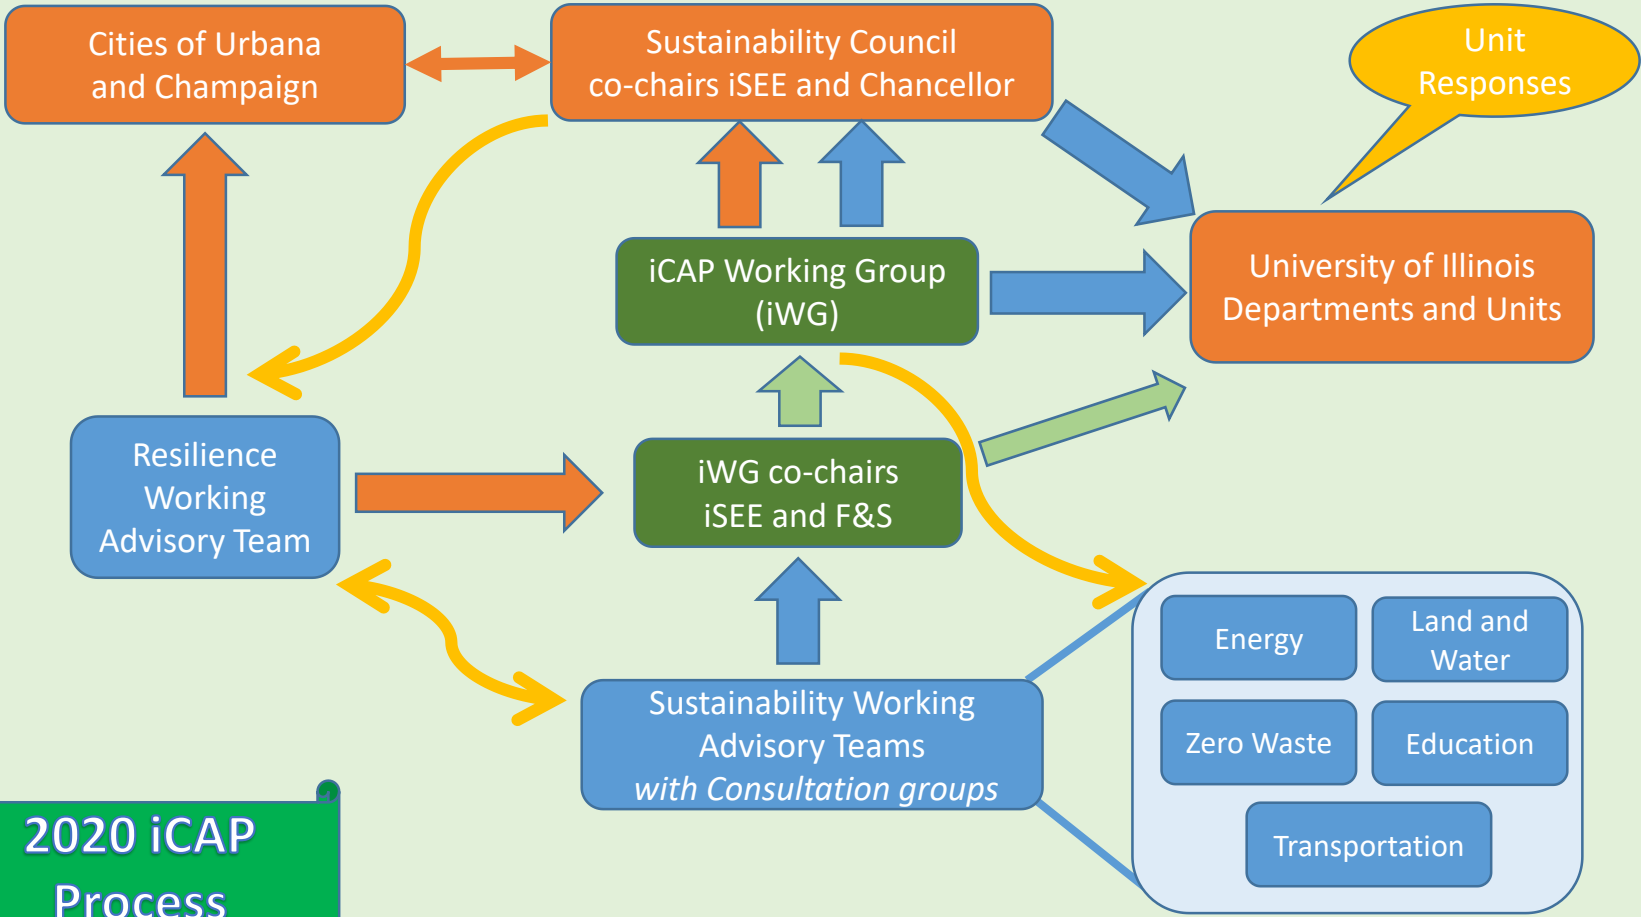 Cities of Urbana
and Champaign
Sustainability Council
co-chairs iSEE and Chancellor
Unit
Responses
iCAP Working Group
(iWG)
University of Illinois
Departments and Units
Resilience
Working
Advisory Team
iWG co-chairs
iSEE and F&S
Sustainability Working
Advisory Teams
with Consultation groups
Energy
Land and
Water
Zero Waste
Education
Transportation
2020 iCAP
Process